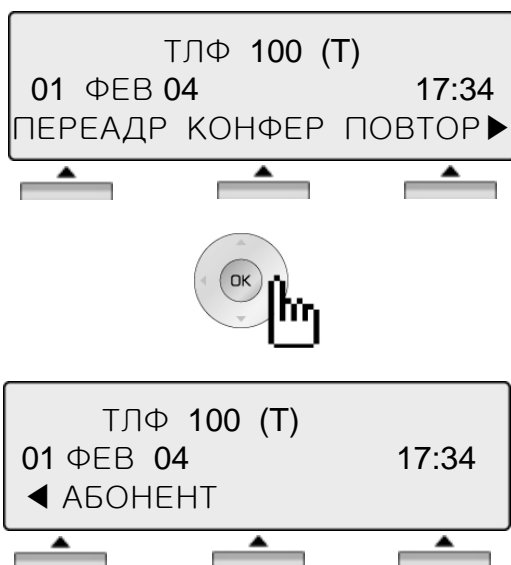 ТЛФ 100 (T)
01 ФЕВ 04 17:34
ПЕРЕАДР КОНФЕР ПОВТОР▶
OK
ТЛФ 100 (T)
01 ФЕВ 04 17:34
◀ АБОНЕНТ